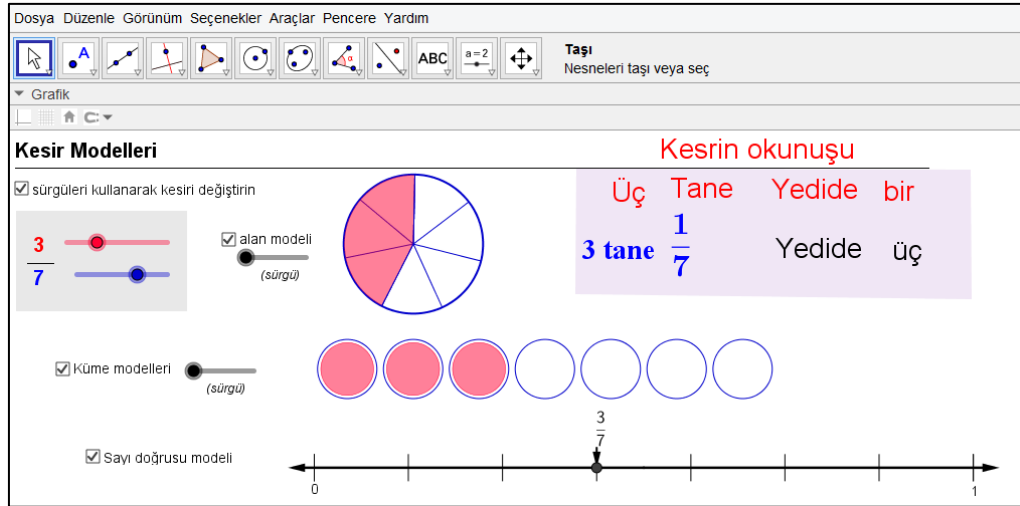 Dosya Düzenle Görünüm Seçenekler Araçlar Pencere Yardım
A
α
ABC
a=2
Taşı
Nesneleri taşı veya seç
Grafik
Kesir Modelleri
Kesrin okunuşu
sürgüleri kullanarak kesiri değiştirin
Üç Tane Yedide bir
3
7
alan modeli
(sürgü)
3 tane 1/7 Yedide üç
Küme modelleri
(sürgü)
3/7
Sayı doğrusu modeli
0 1